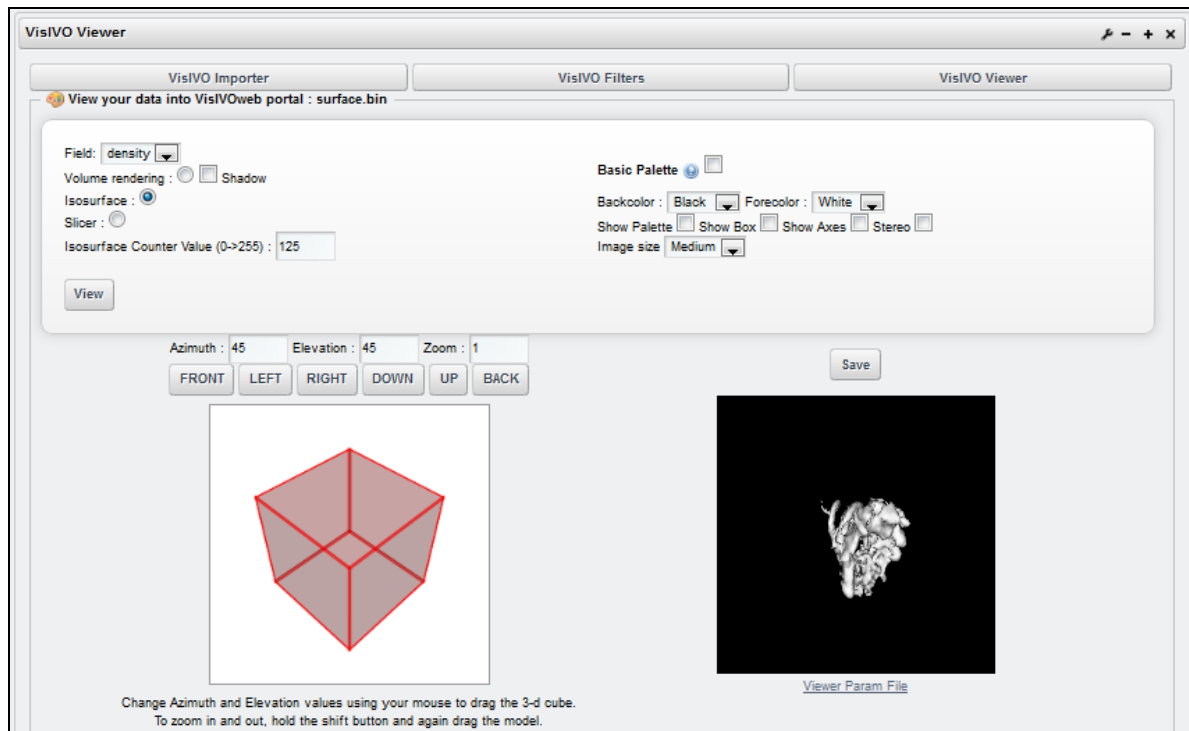 VisIVO Viewer
VisIVO Importer VisIVO Filters VisIVO Viewer
View your data into VisIVOweb portal : surface.bin
Field: density
Volume rendering : Shadow
Isosurface :
Slicer :
Isosurface Counter Value (0->255) : 125
View
Basic Palette
Backcolor : Black Forecolor : White
Show Palette Show Box Show Axes Stereo
Image size Medium
Azimuth : 45 Elevation : 45 Zoom : 1
FRONT LEFT RIGHT DOWN UP BACK
Save
Viewer Param File
Change Azimuth and Elevation values using your mouse to drag the 3-d cube.
To zoom in and out, hold the shift button and again drag the model.